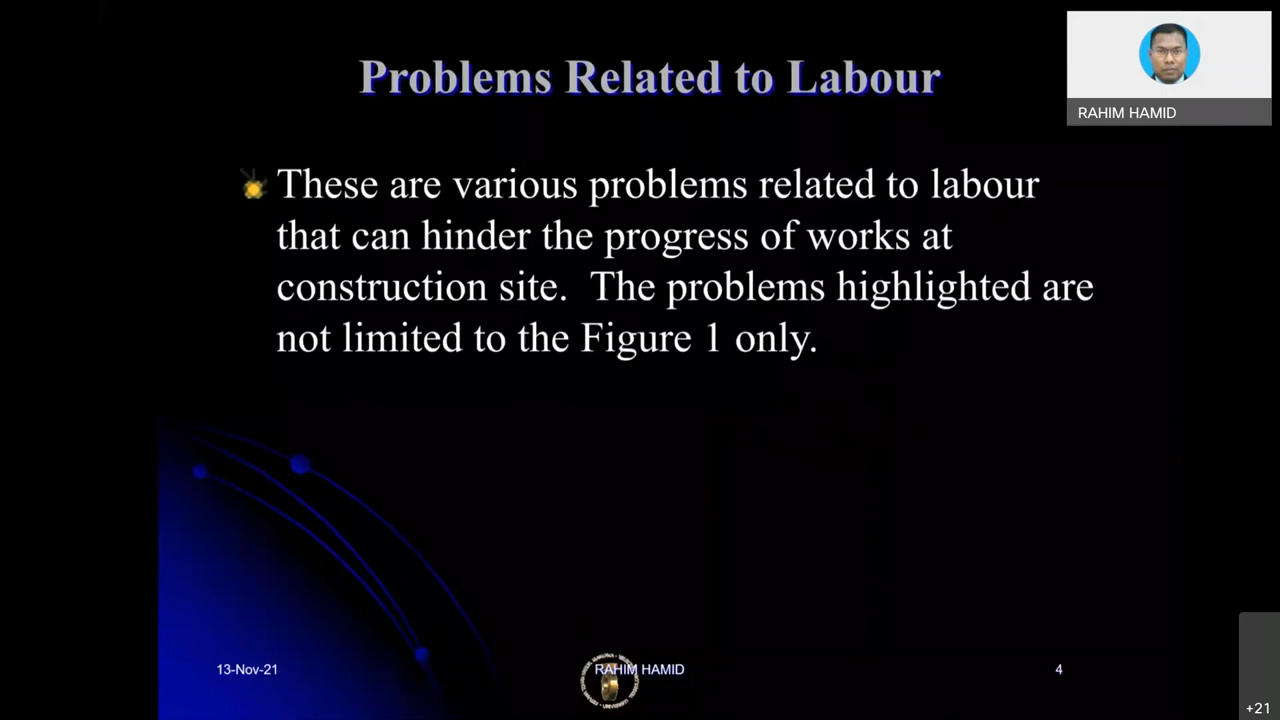 Problems Related to Labour
RAHIM HAMID
These are various problems related to labour
that can hinder the progress of works at
construction site.  The problems highlighted are
not limited to the Figure 1 only.
13-Nov-21
RAHIM HAMID
4
+21